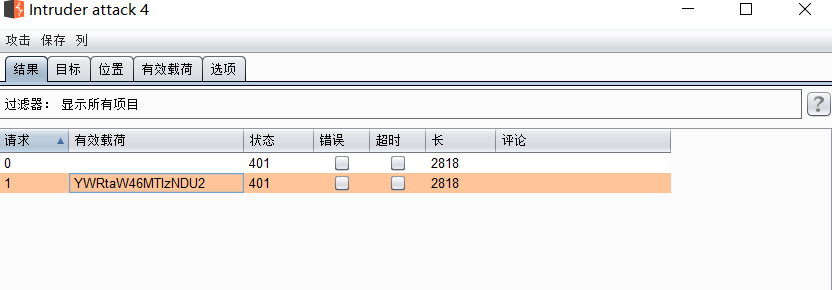 Intruder attack 4
攻击 保存 列
结果 目标 位置 有效载荷 选项
过滤器： 显示所有项目 ?
请求 有效载荷 状态 错误 超时 长 评论
0 401 2818
1 YWRtaW46MTIzNDU2 401 2818